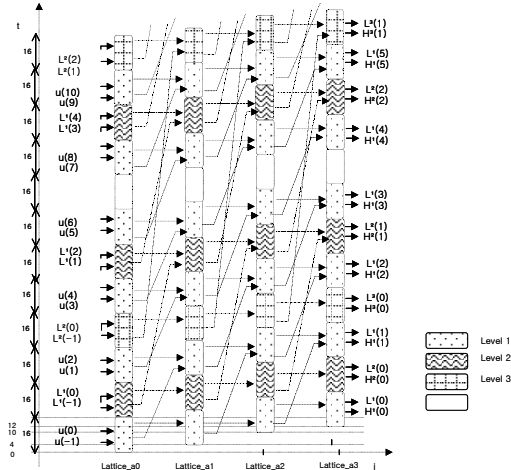 t
16
L²(2)
L²(1)
16
u(10)
u(9)
L¹(4)
L¹(3)
16
u(8)
u(7)
16
16
u(6)
u(5)
16
L¹(2)
L¹(1)
16
u(4)
u(3)
16
L²(0)
L²(−1)
16
u(2)
u(1)
16
L¹(0)
L¹(−1)
12
10
16
u(0)
4
u(−1)
0
Lattice_a0
Lattice_a1
Lattice_a2
Lattice_a3
i
L³(1)
H³(1)
L¹(5)
H¹(5)
L²(2)
H²(2)
L¹(4)
H¹(4)
L¹(3)
H¹(3)
L²(1)
H²(1)
L¹(2)
H¹(2)
L³(0)
H³(0)
L¹(1)
H¹(1)
L²(0)
H²(0)
L¹(0)
H¹(0)
Level 1
Level 2
Level 3